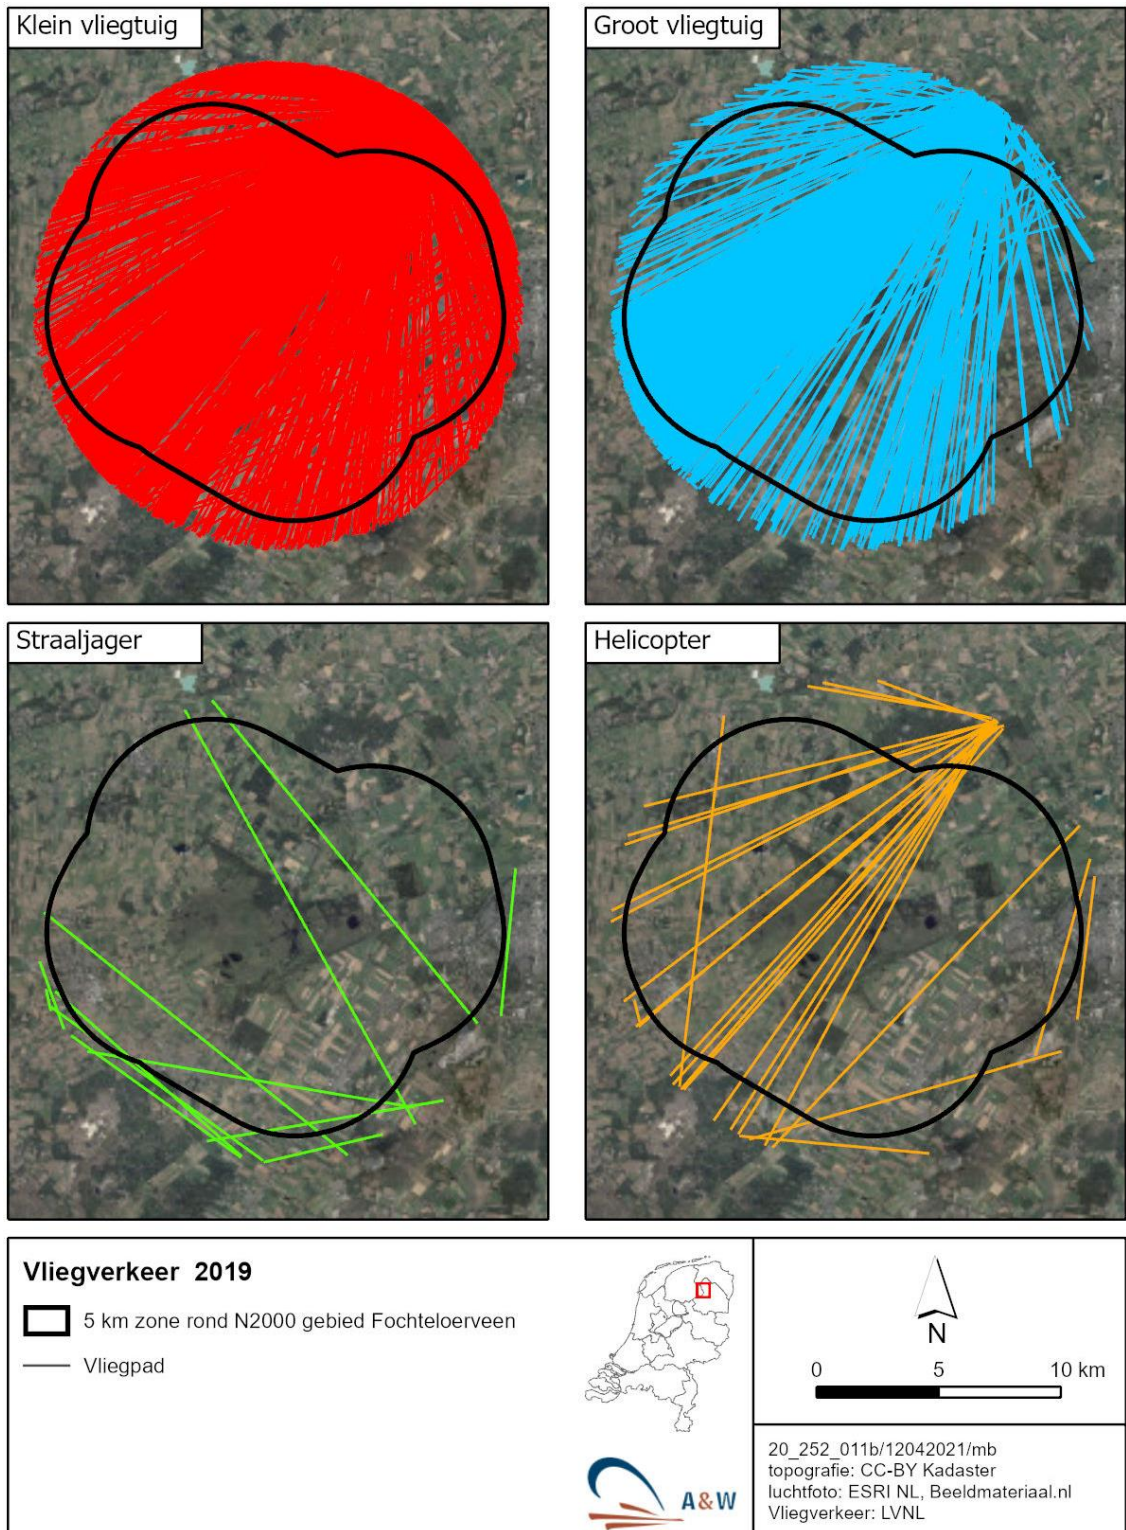 Klein vliegtuig
Groot vliegtuig
Straaljager
Helicopter
Vliegverkeer 2019
5 km zone rond N2000 gebied Fochteloerveen
Vliegpad
A&W
N
0 5 10 km
20_252_011b/12042021/mb
topografie: CC-BY Kadaster
luchtfoto: ESRI NL, Beeldmateriaal.nl
Vliegverkeer: LVNL